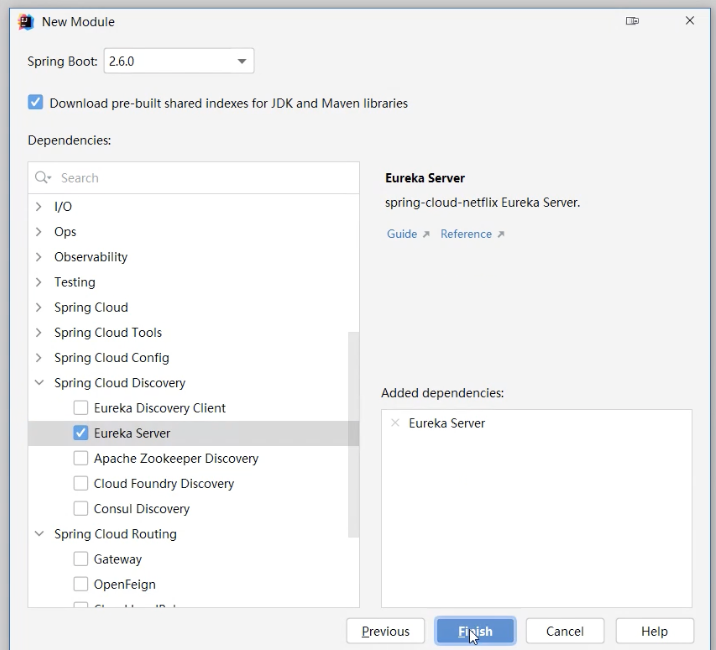 New Module
Spring Boot: 2.6.0
Download pre-built shared indexes for JDK and Maven libraries
Dependencies:
Search
I/O
Ops
Observability
Testing
Spring Cloud
Spring Cloud Tools
Spring Cloud Config
Spring Cloud Discovery
Eureka Discovery Client
Eureka Server
Apache Zookeeper Discovery
Cloud Foundry Discovery
Consul Discovery
Spring Cloud Routing
Gateway
OpenFeign
Eureka Server
spring-cloud-netflix Eureka Server.
Guide Reference
Added dependencies:
Eureka Server
Previous Finish Cancel Help